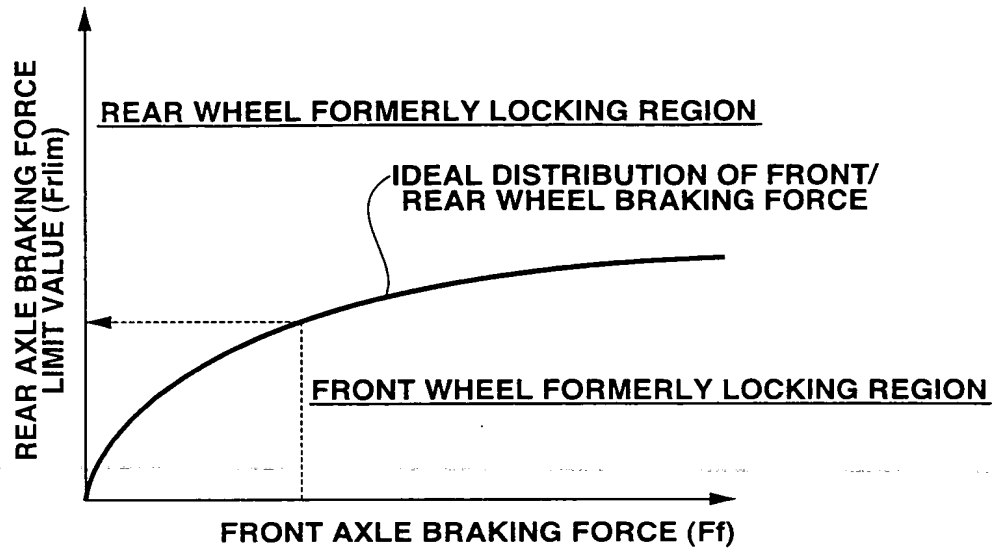 REAR WHEEL FORMERLY LOCKING REGION
IDEAL DISTRIBUTION OF FRONT/
REAR WHEEL BRAKING FORCE
REAR AXLE BRAKING FORCE
LIMIT VALUE (Frlim)
FRONT WHEEL FORMERLY LOCKING REGION
FRONT AXLE BRAKING FORCE (Ff)